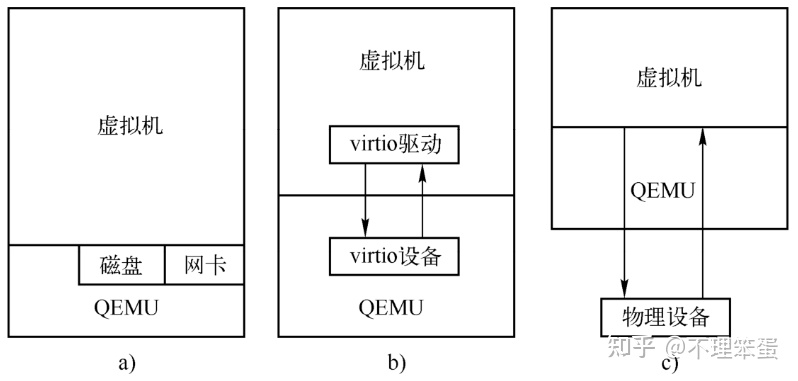 虚拟机
磁盘
网卡
QEMU
a)
虚拟机
virtio驱动
virtio设备
QEMU
b)
虚拟机
QEMU
物理设备
c)
知乎 @不理笨蛋